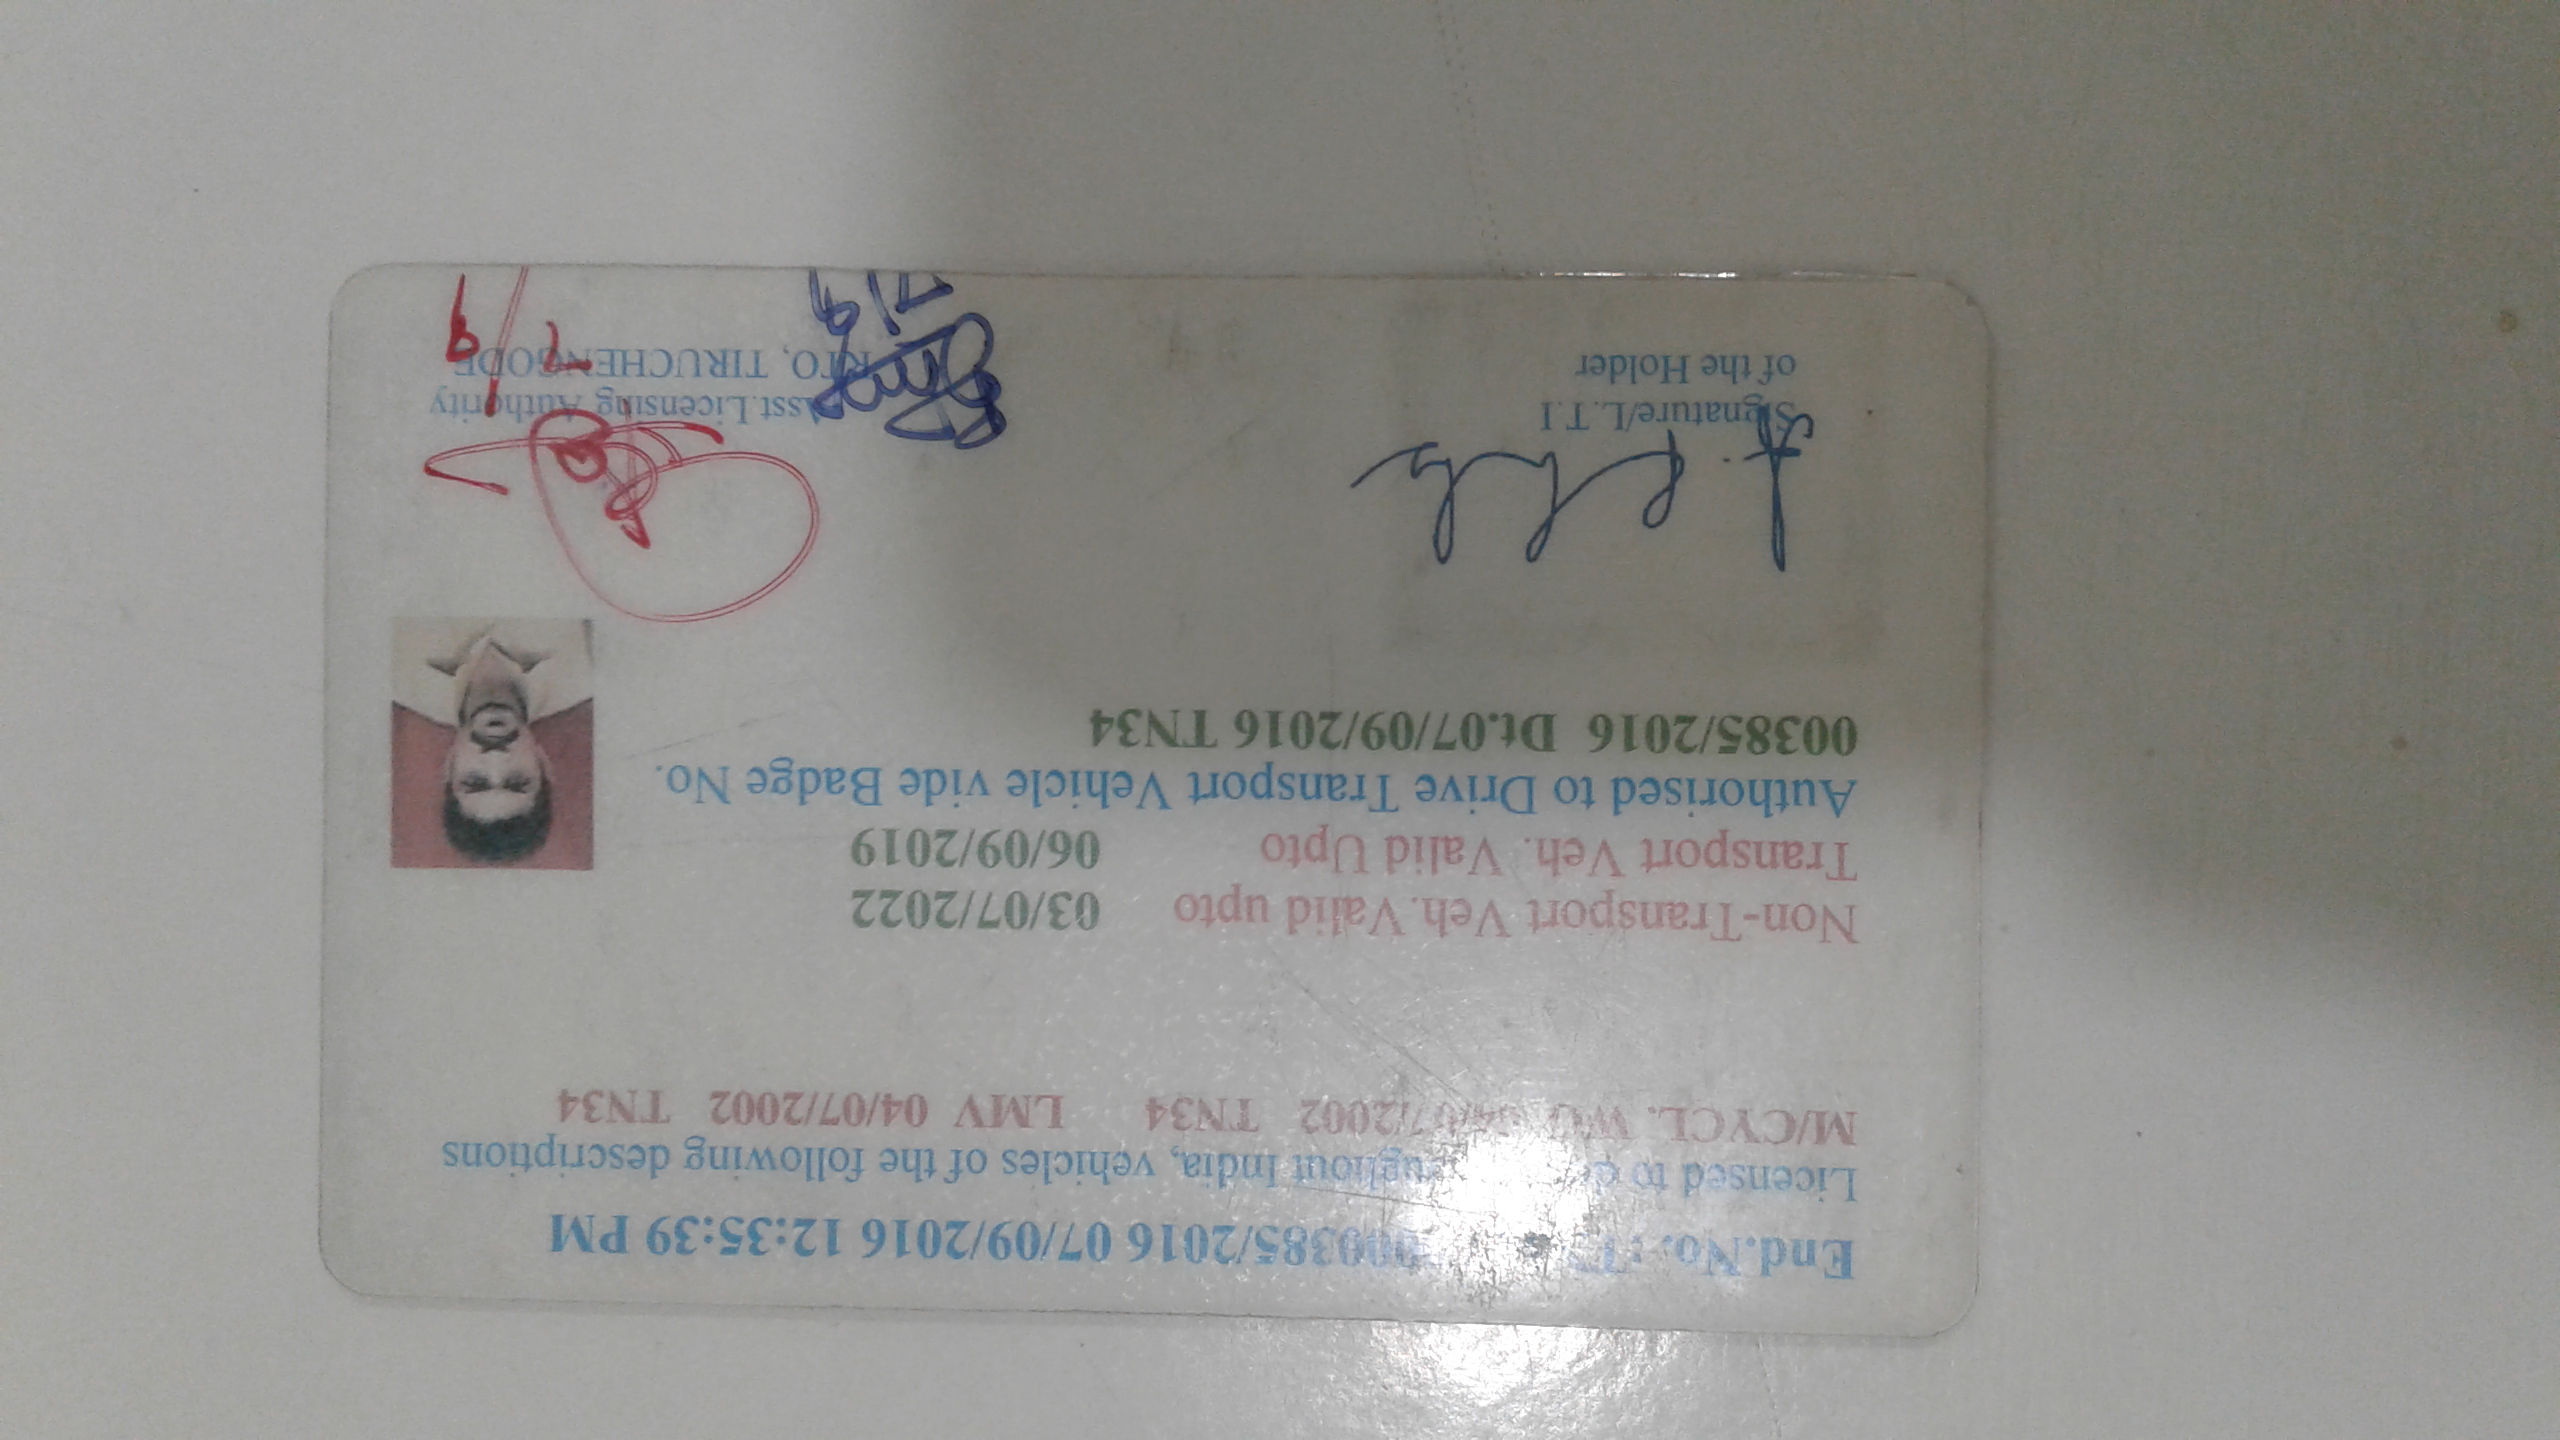 End.No.: 000385/2016 07/09/2016 12:35:39 PM
Licensed to India, vehicles of the following descriptions
M/CYCL. WG 04/07/2002 TN34 LMV 04/07/2002 TN34
Non-Transport Veh.Valid upto 03/07/2022
Transport Veh. Valid Upto 06/09/2019
Authorised to Drive Transport Vehicle vide Badge No.
00385/2016 Dt.07/09/2016 TN34
Signature/L.T.I
of the Holder
Asst.Licensing Authority
RTO, TIRUCHENGODE